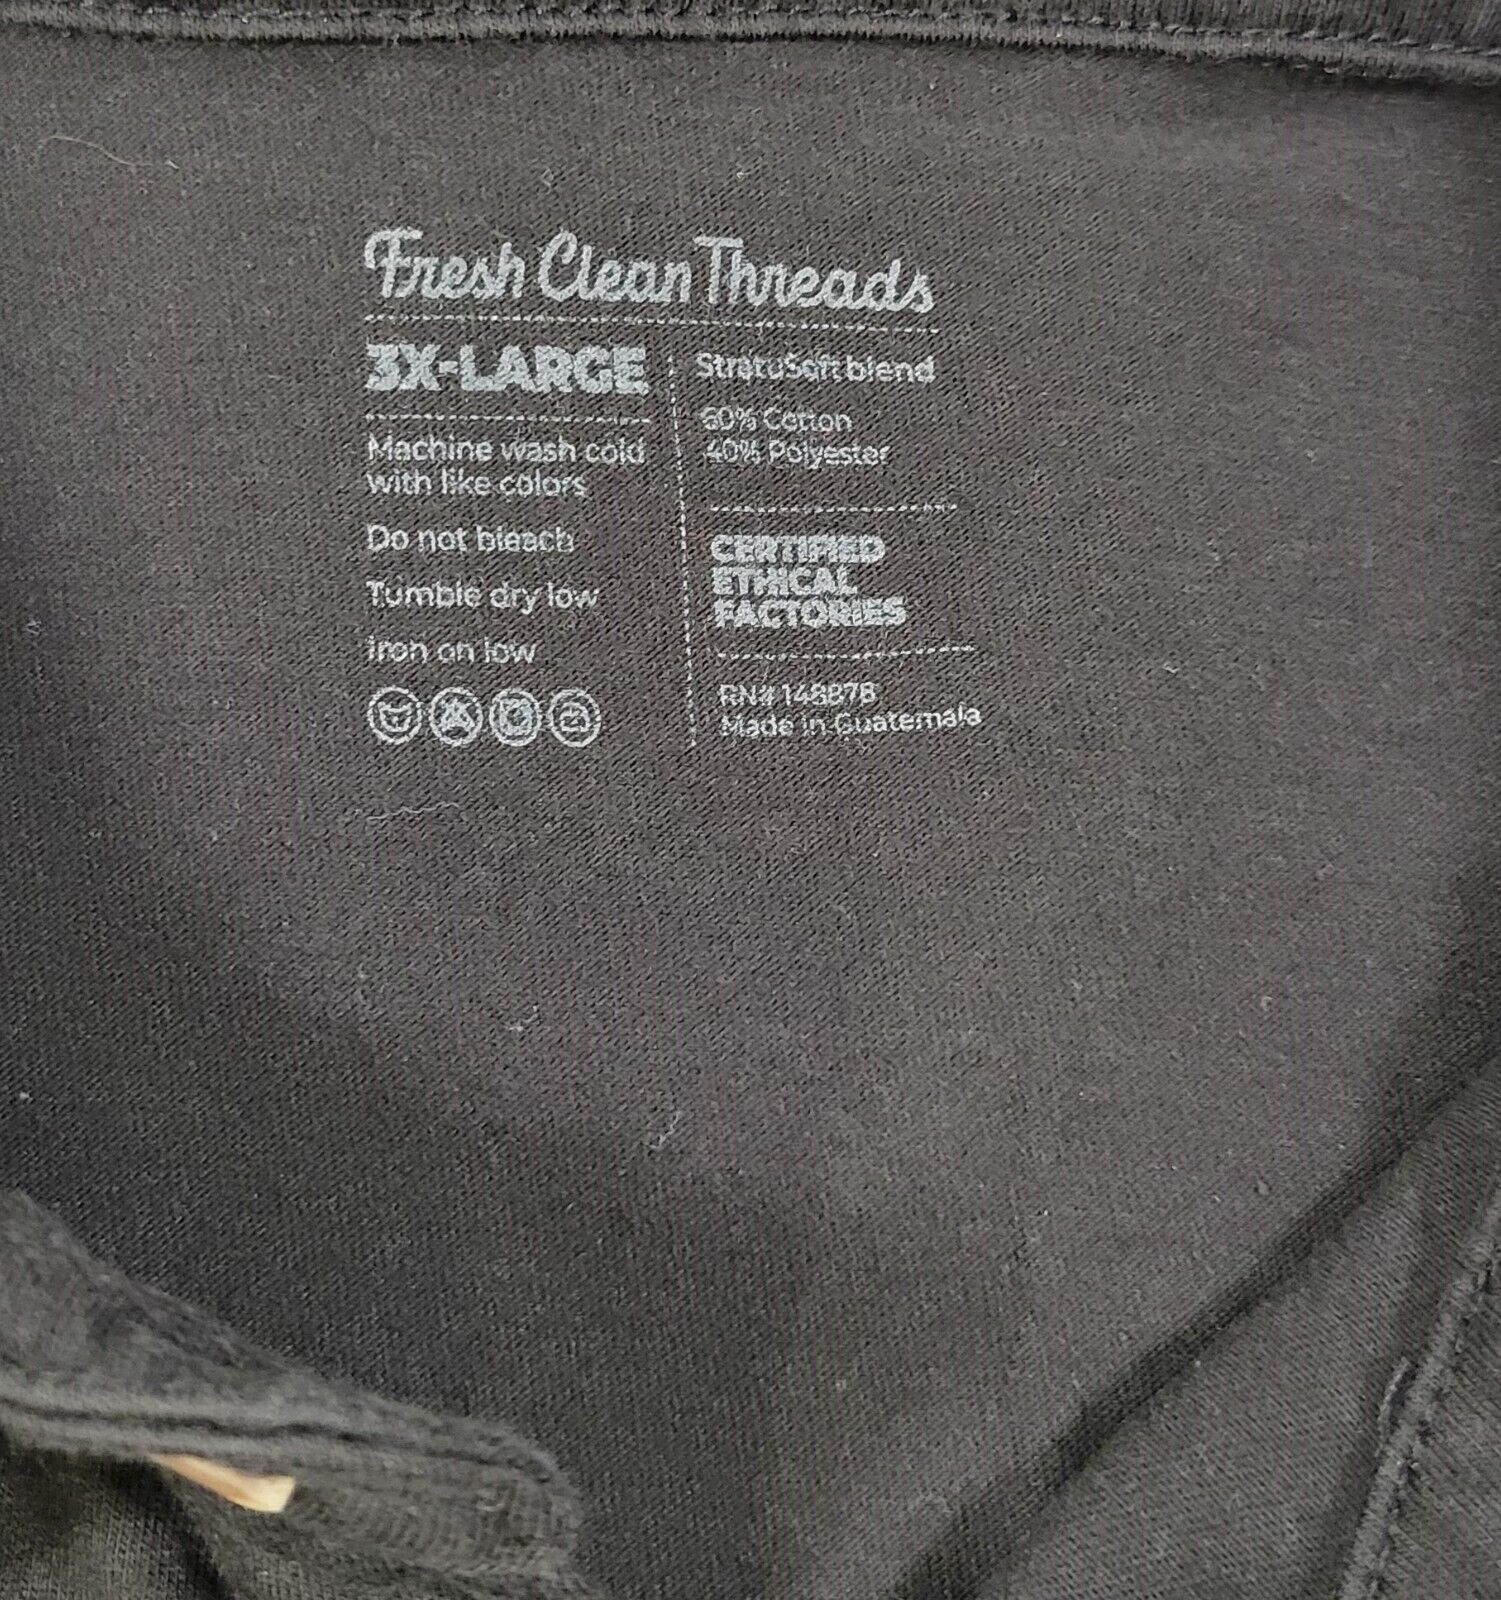 Fresh Clean Threads
3X-LARGE
Machine wash cold
with like colors
Do not bleach
Tumble dry low
Iron on low
StratuSoft blend
60% Cotton
40% Polyester
CERTIFIED
ETHICAL
FACTORIES
RN# 148878
Made in Guatemala